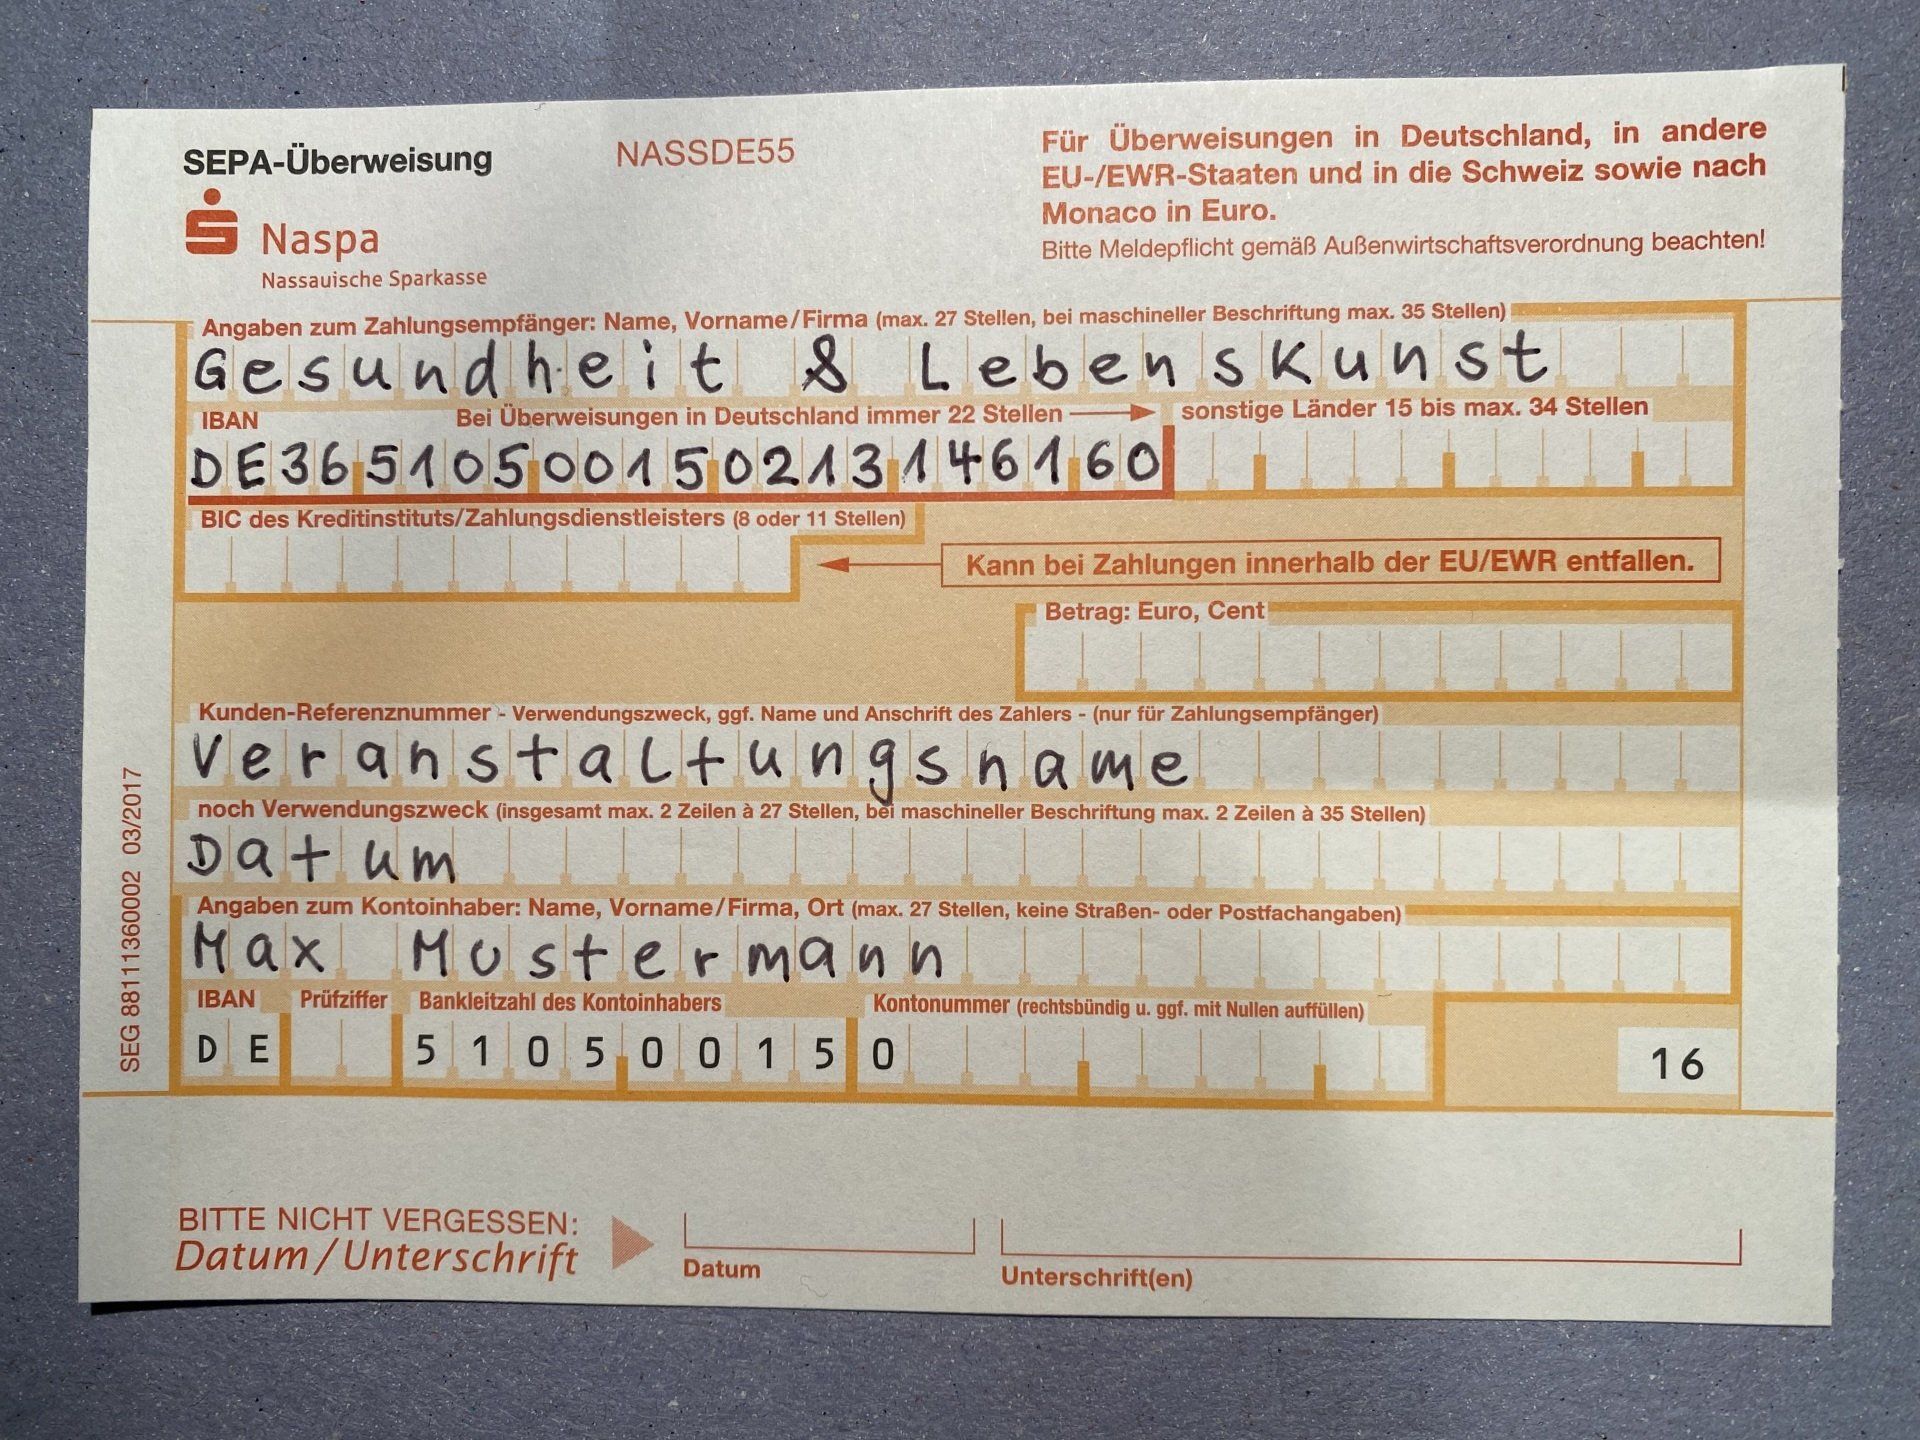 SEPA-Überweisung NASSDE55
Für Überweisungen in Deutschland, in andere
EU-/EWR-Staaten und in die Schweiz sowie nach
Monaco in Euro.
Bitte Meldepflicht gemäß Außenwirtschaftsverordnung beachten!
Naspa
Nassauische Sparkasse
Angaben zum Zahlungsempfänger: Name, Vorname/Firma (max. 27 Stellen, bei maschineller Beschriftung max. 35 Stellen)
Gesundheit & Lebenskunst
IBAN Bei Überweisungen in Deutschland immer 22 Stellen sonstige Länder 15 bis max. 34 Stellen
DE36510500150213146160
BIC des Kreditinstituts/Zahlungsdienstleisters (8 oder 11 Stellen)
Kann bei Zahlungen innerhalb der EU/EWR entfallen.
Betrag: Euro, Cent
Kunden-Referenznummer - Verwendungszweck, ggf. Name und Anschrift des Zahlers - (nur für Zahlungsempfänger)
Veranstaltungsname
noch Verwendungszweck (insgesamt max. 2 Zeilen à 27 Stellen, bei maschineller Beschriftung max. 2 Zeilen à 35 Stellen)
Datum
Angaben zum Kontoinhaber: Name, Vorname/Firma, Ort (max. 27 Stellen, keine Straßen- oder Postfachangaben)
Max Mustermann
IBAN Prüfziffer Bankleitzahl des Kontoinhabers Kontonummer (rechtsbündig u. ggf. mit Nullen auffüllen)
DE 51050015 0 16
SEG 88111360002 03/2017
BITTE NICHT VERGESSEN:
Datum/Unterschrift
Datum Unterschrift(en)